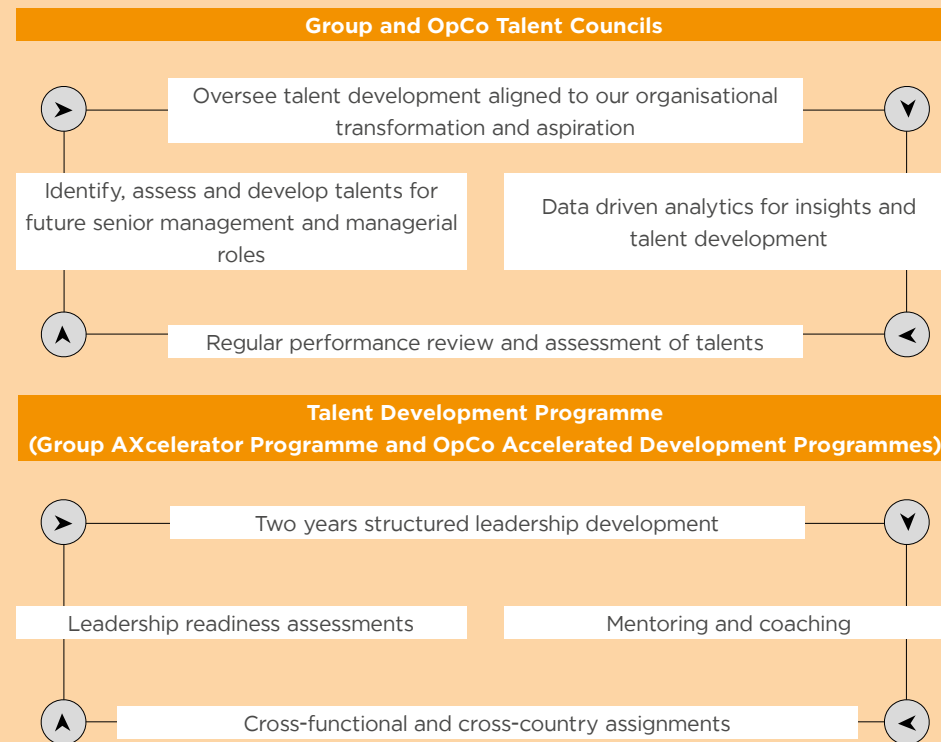 Group and OpCo Talent Councils
Oversee talent development aligned to our organisational
transformation and aspiration
Identify, assess and develop talents for
future senior management and managerial
roles
Data driven analytics for insights and
talent development
Regular performance review and assessment of talents
Talent Development Programme
(Group AXcelerator Programme and OpCo Accelerated Development Programmes)
Two years structured leadership development
Leadership readiness assessments
Mentoring and coaching
Cross-functional and cross-country assignments